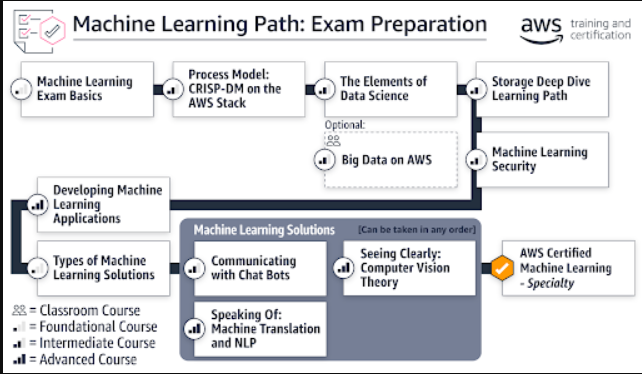 Machine Learning Path: Exam Preparation
aws
training and
certification
Machine Learning
Exam Basics
Process Model:
CRISP-DM on the
AWS Stack
The Elements of
Data Science
Storage Deep Dive
Learning Path
Optional:
Big Data on AWS
Machine Learning
Security
Developing Machine
Learning
Applications
Machine Learning Solutions
[Can be taken in any order]
Types of Machine
Learning Solutions
Communicating
with Chat Bots
Seeing Clearly:
Computer Vision
Theory
AWS Certified
Machine Learning
- Specialty
Speaking Of:
Machine Translation
and NLP
= Classroom Course
= Foundational Course
= Intermediate Course
= Advanced Course